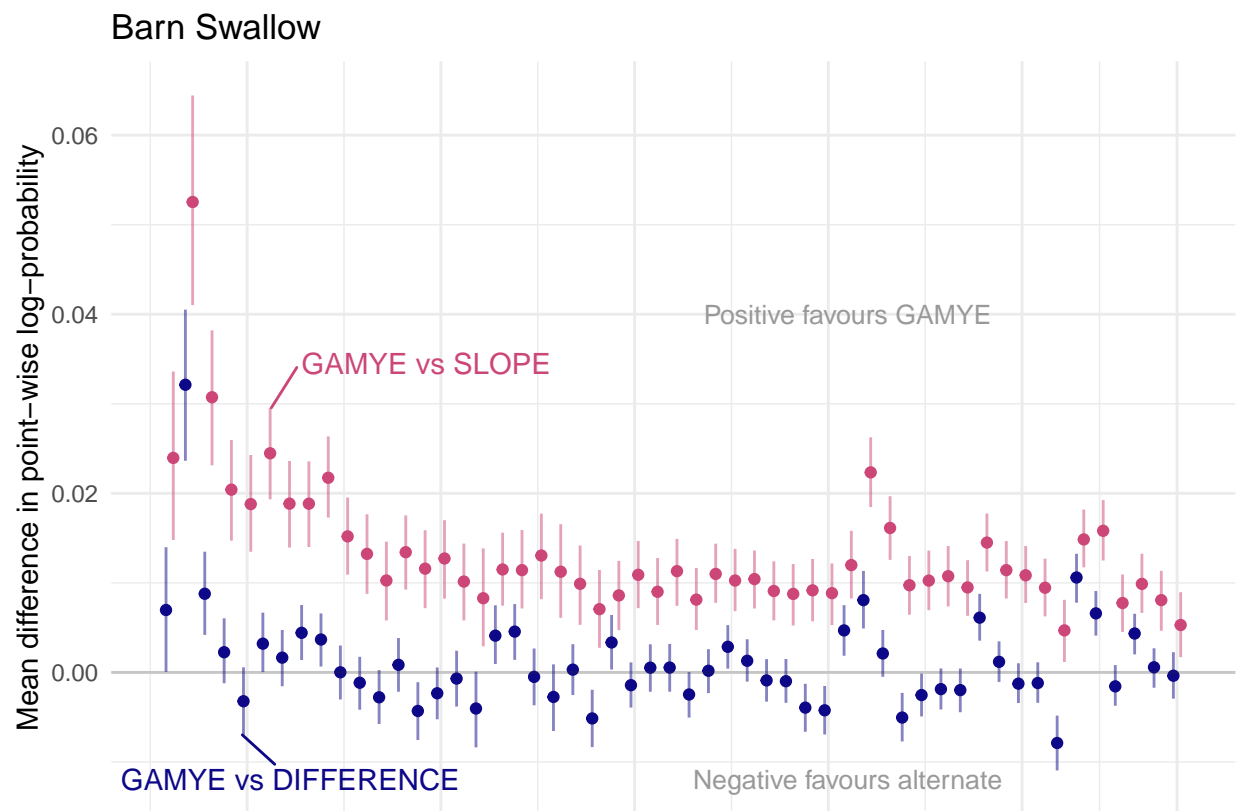 Barn Swallow
Mean difference in point−wise log−probability
0.06
0.04
0.02
0.00
Positive favours GAMYE
GAMYE vs SLOPE
GAMYE vs DIFFERENCE
Negative favours alternate